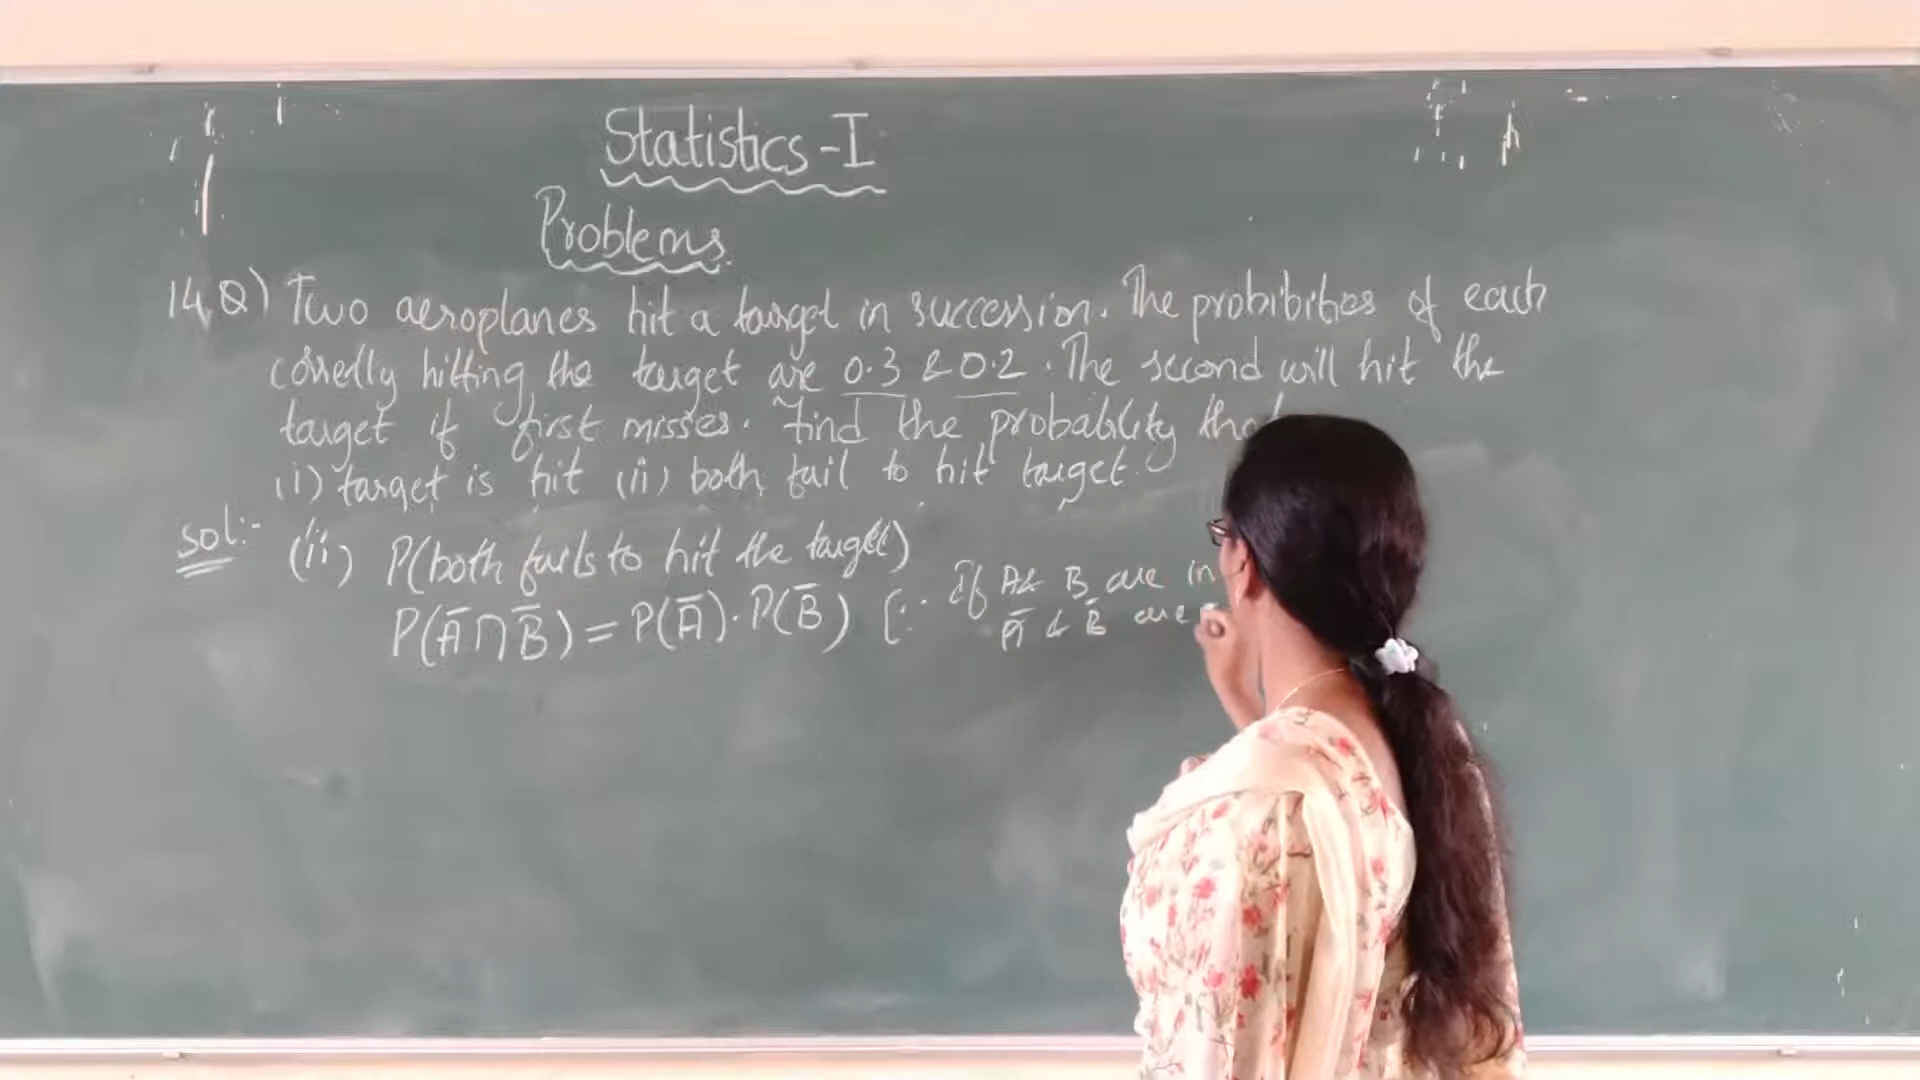 Statistics-I
Problems.
14.Q) Two aeroplanes hit a target in succession. The probibities of each
correctly hitting the target are 0.3 & 0.2. The second will hit the
target if first misses. Find the probability
(i) target is hit (ii) both fail to hit target.
Sol:- (ii) P(both fails to hit the target)
P(A̅∩B̅) = P(A̅).P(B̅) [∵ If A & B are in
A̅ & B̅ are